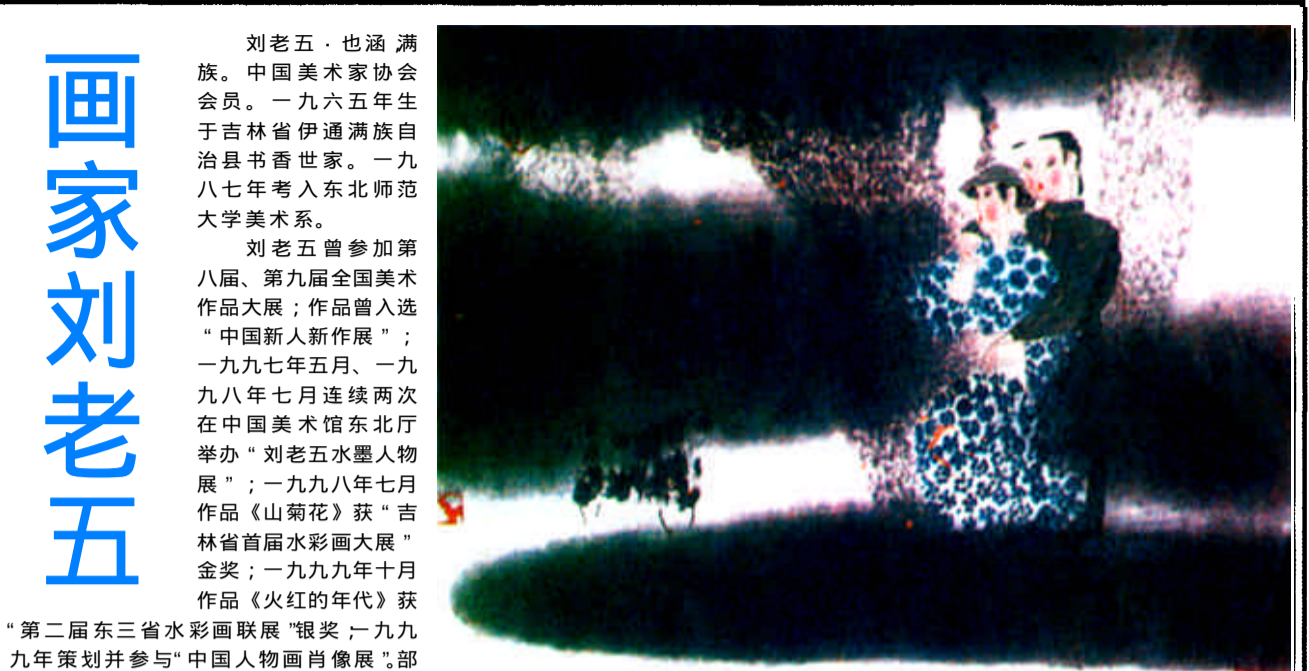 画家刘老五
刘老五·也涵,满
族。中国美术家协会
会员。一九六五年生
于吉林省伊通满族自
治县书香世家。一九
八七年考入东北师范
大学美术系。
刘老五曾参加第
八届、第九届全国美术
作品大展；作品曾入选
“中国新人新作展”；
一九九七年五月、一九
九八年七月连续两次
在中国美术馆东北厅
举办“刘老五水墨人物
展”；一九九八年七月
作品《山菊花》获“吉
林省首届水彩画大展”
金奖；一九九九年十月
作品《火红的年代》获
“第二届东三省水彩画联展”银奖；一九九
九年策划并参与“中国人物画肖像展”。部